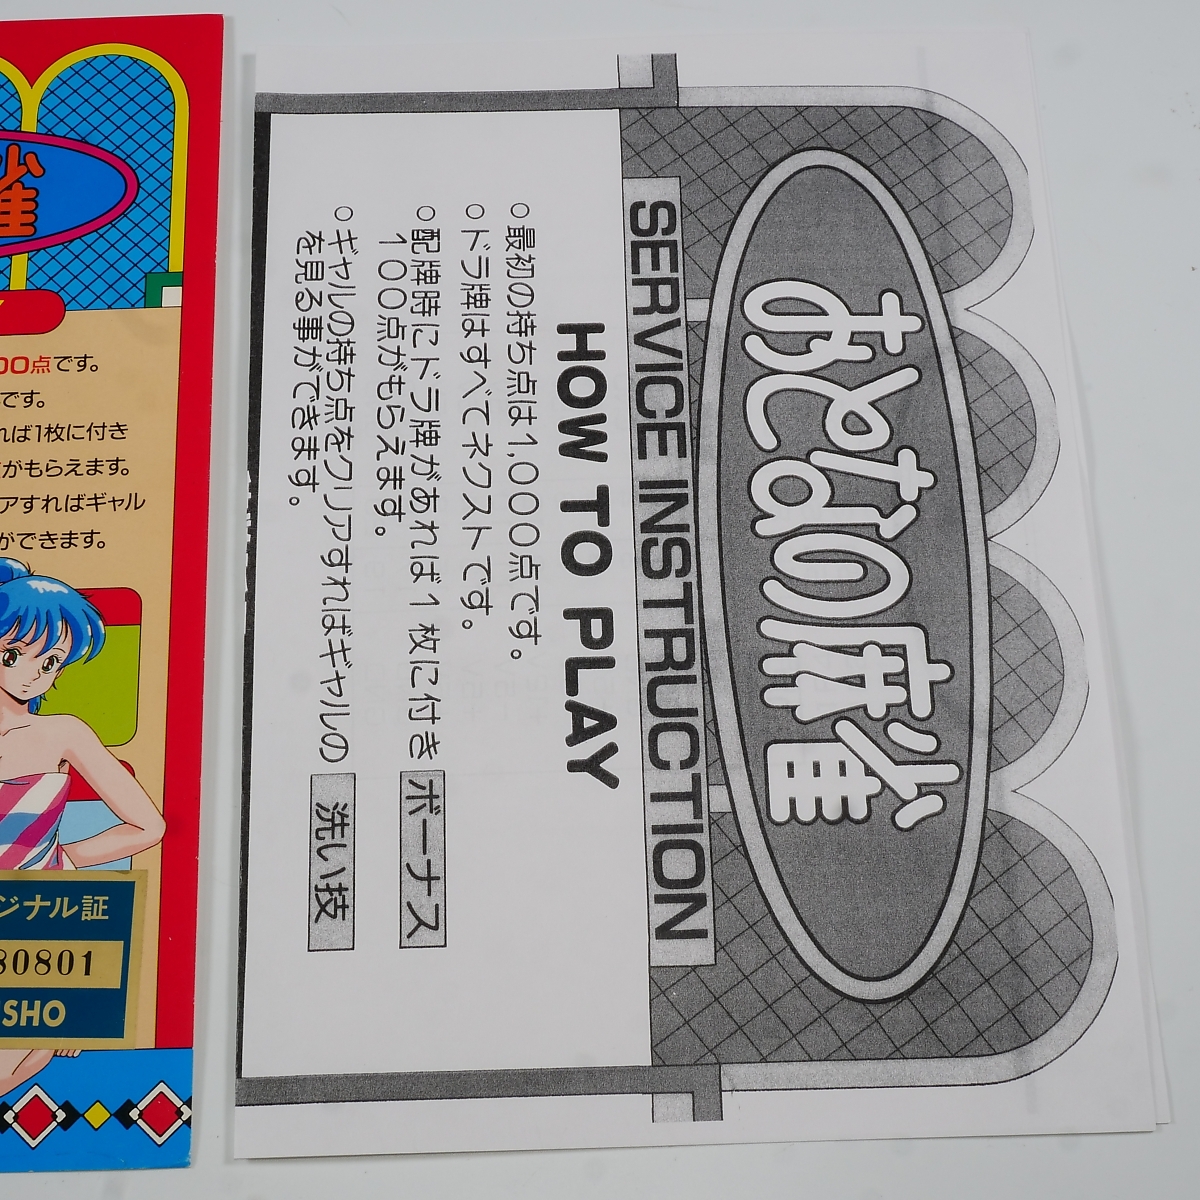 雀
00点です。
です。
れば1枚に付き
がもらえます。
アすればギャル
ができます。
ジナル証
80801
SHO
おとなの麻雀
SERVICE INSTRUCTION
HOW TO PLAY
○最初の持ち点は1,000点です。
○ドラ牌はすべてネクストです。
○配牌時にドラ牌があれば1枚に付き ボーナス
100点がもらえます。
○ギャルの持ち点をクリアすればギャルの 洗い技
を見る事ができます。